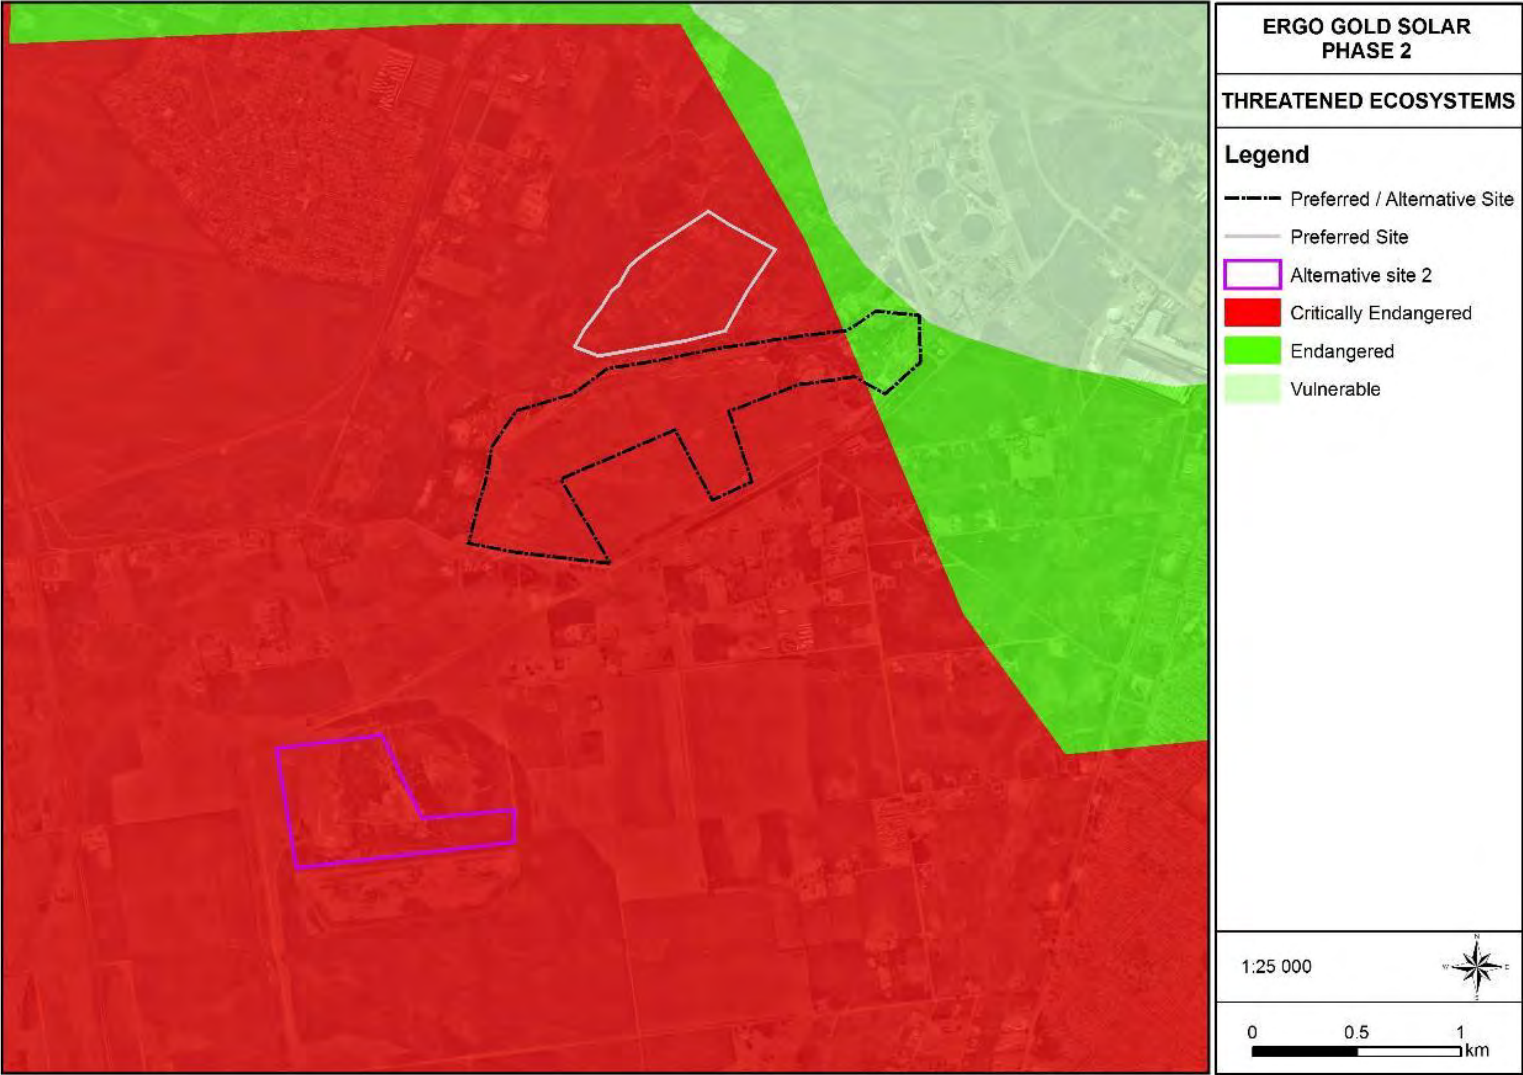 ERGO GOLD SOLAR
PHASE 2
THREATENED ECOSYSTEMS
Legend
Preferred / Alternative Site
Preferred Site
Alternative site 2
Critically Endangered
Endangered
Vulnerable
1:25 000
N
W
E
S
0 0.5 1
km